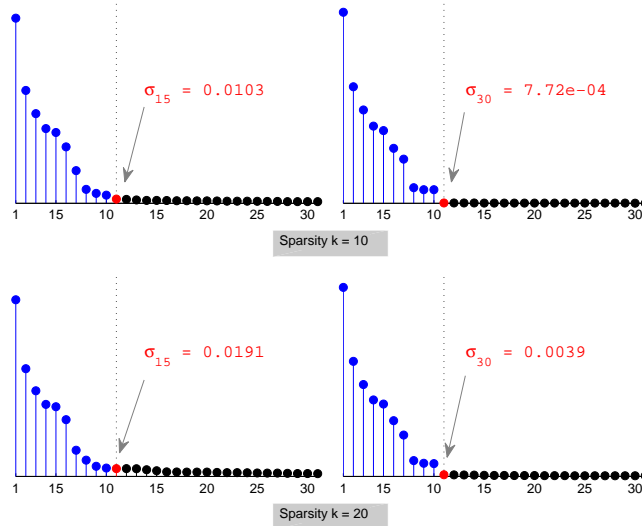 σ15 = 0.0103
σ30 = 7.72e−04
1 15 10 15 20 25 30
1 15 10 15 20 25 30
Sparsity k = 10
σ15 = 0.0191
σ30 = 0.0039
1 15 10 15 20 25 30
1 15 10 15 20 25 30
Sparsity k = 20